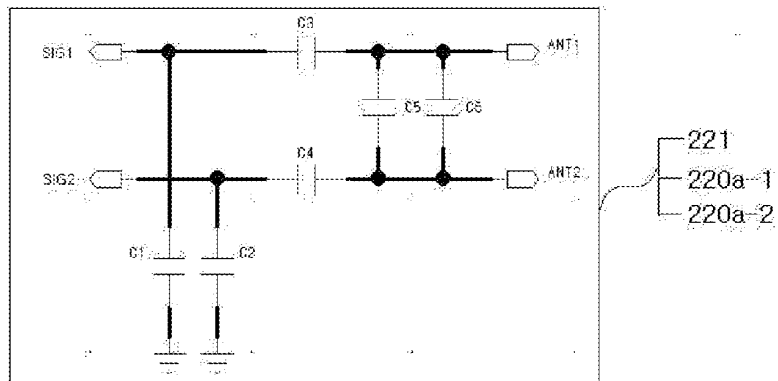 C3
SIG1
ANT1
C5
C6
C4
SIG2
ANT2
C1
C2
221
220a-1
220a-2